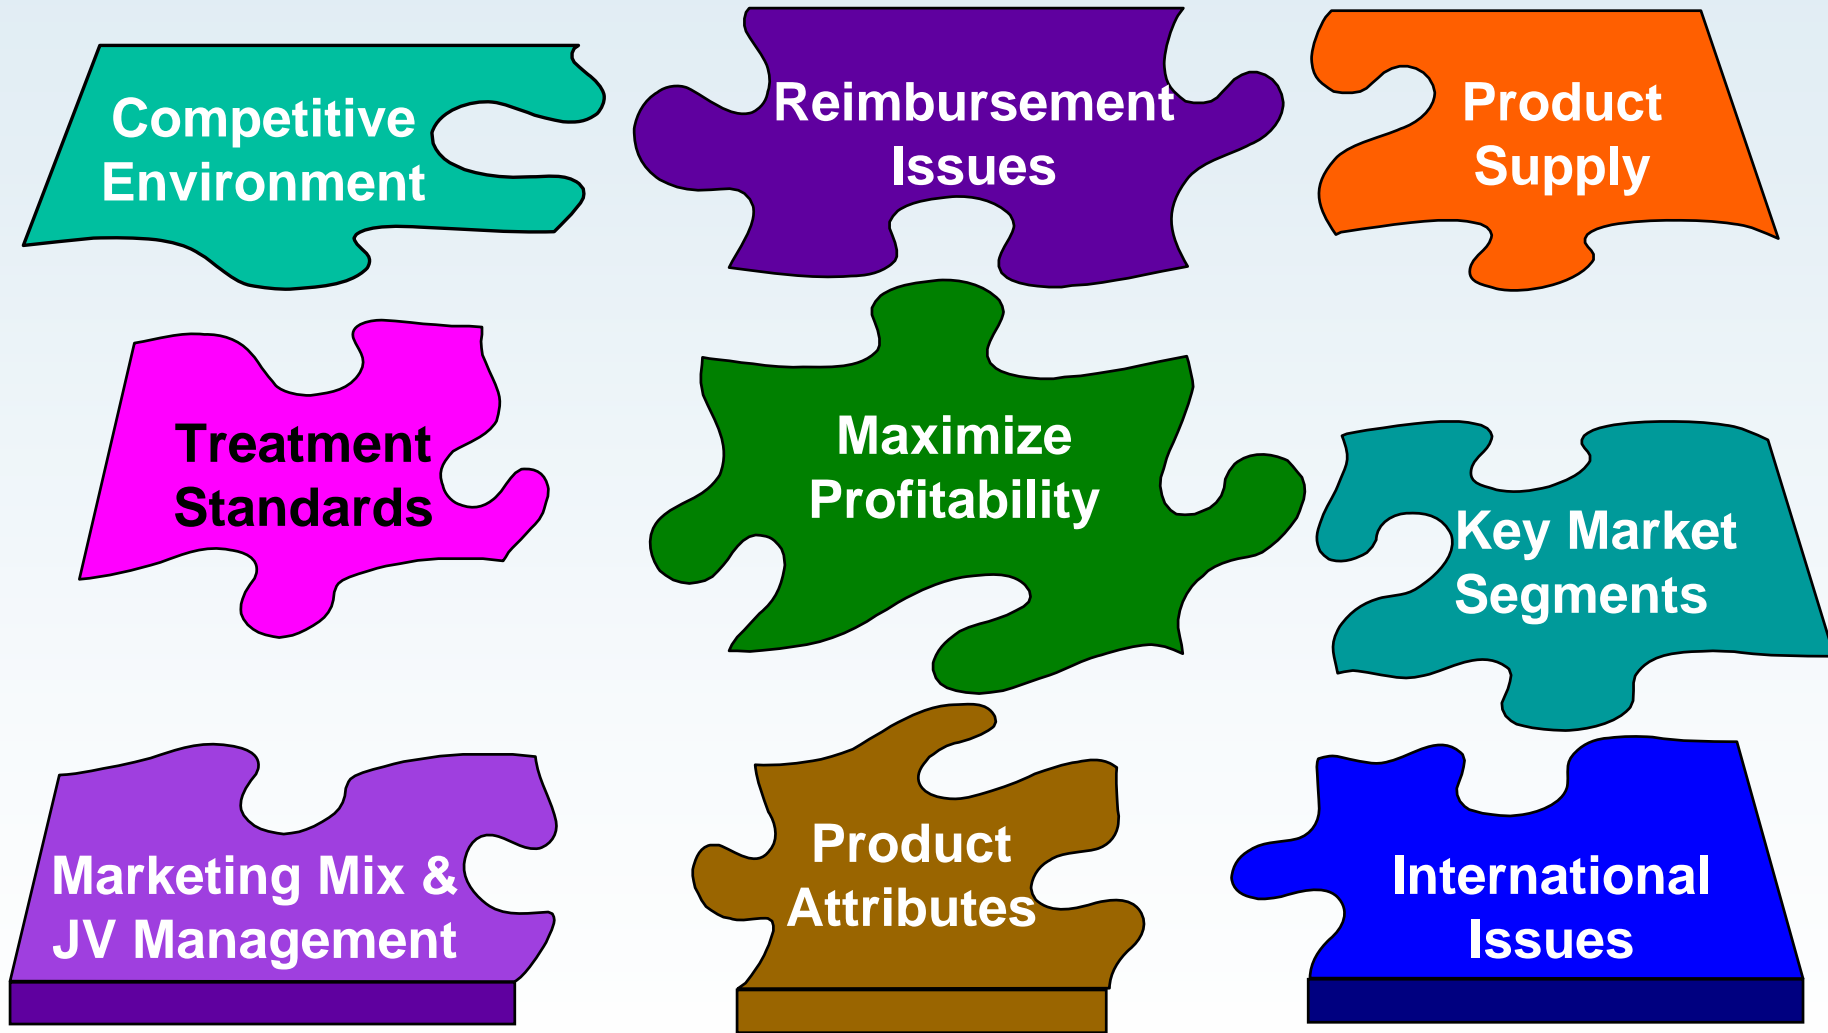 Competitive
Environment
Reimbursement
Issues
Product
Supply
Treatment
Standards
Maximize
Profitability
Key Market
Segments
Marketing Mix &
JV Management
Product
Attributes
International
Issues